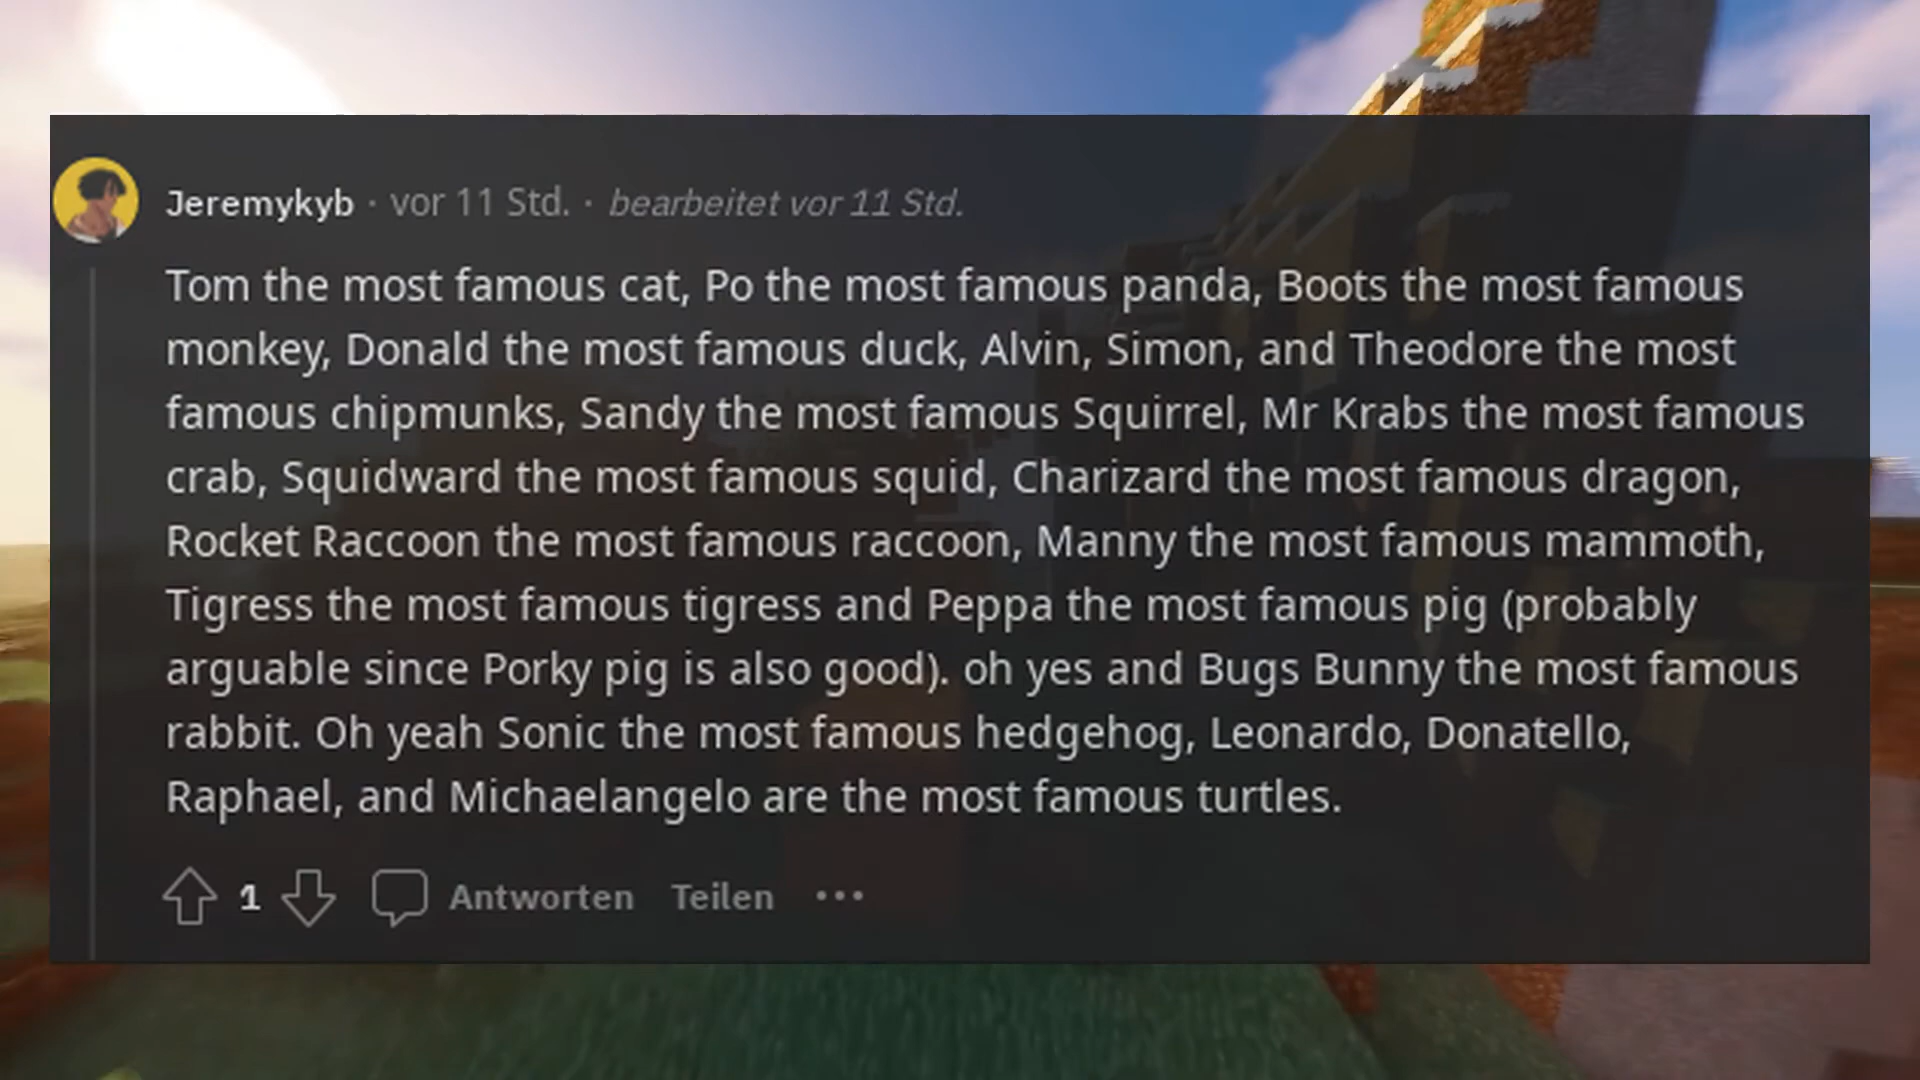 Jeremykyb · vor 11 Std. · bearbeitet vor 11 Std.
Tom the most famous cat, Po the most famous panda, Boots the most famous
monkey, Donald the most famous duck, Alvin, Simon, and Theodore the most
famous chipmunks, Sandy the most famous Squirrel, Mr Krabs the most famous
crab, Squidward the most famous squid, Charizard the most famous dragon,
Rocket Raccoon the most famous raccoon, Manny the most famous mammoth,
Tigress the most famous tigress and Peppa the most famous pig (probably
arguable since Porky pig is also good). oh yes and Bugs Bunny the most famous
rabbit. Oh yeah Sonic the most famous hedgehog, Leonardo, Donatello,
Raphael, and Michaelangelo are the most famous turtles.
1 Antworten Teilen ···